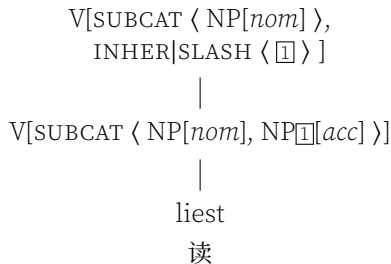 V[SUBCAT ⟨ NP[nom] ⟩,
INHER|SLASH ⟨ 1 ⟩ ]
V[SUBCAT ⟨ NP[nom], NP1[acc] ⟩]
liest
读